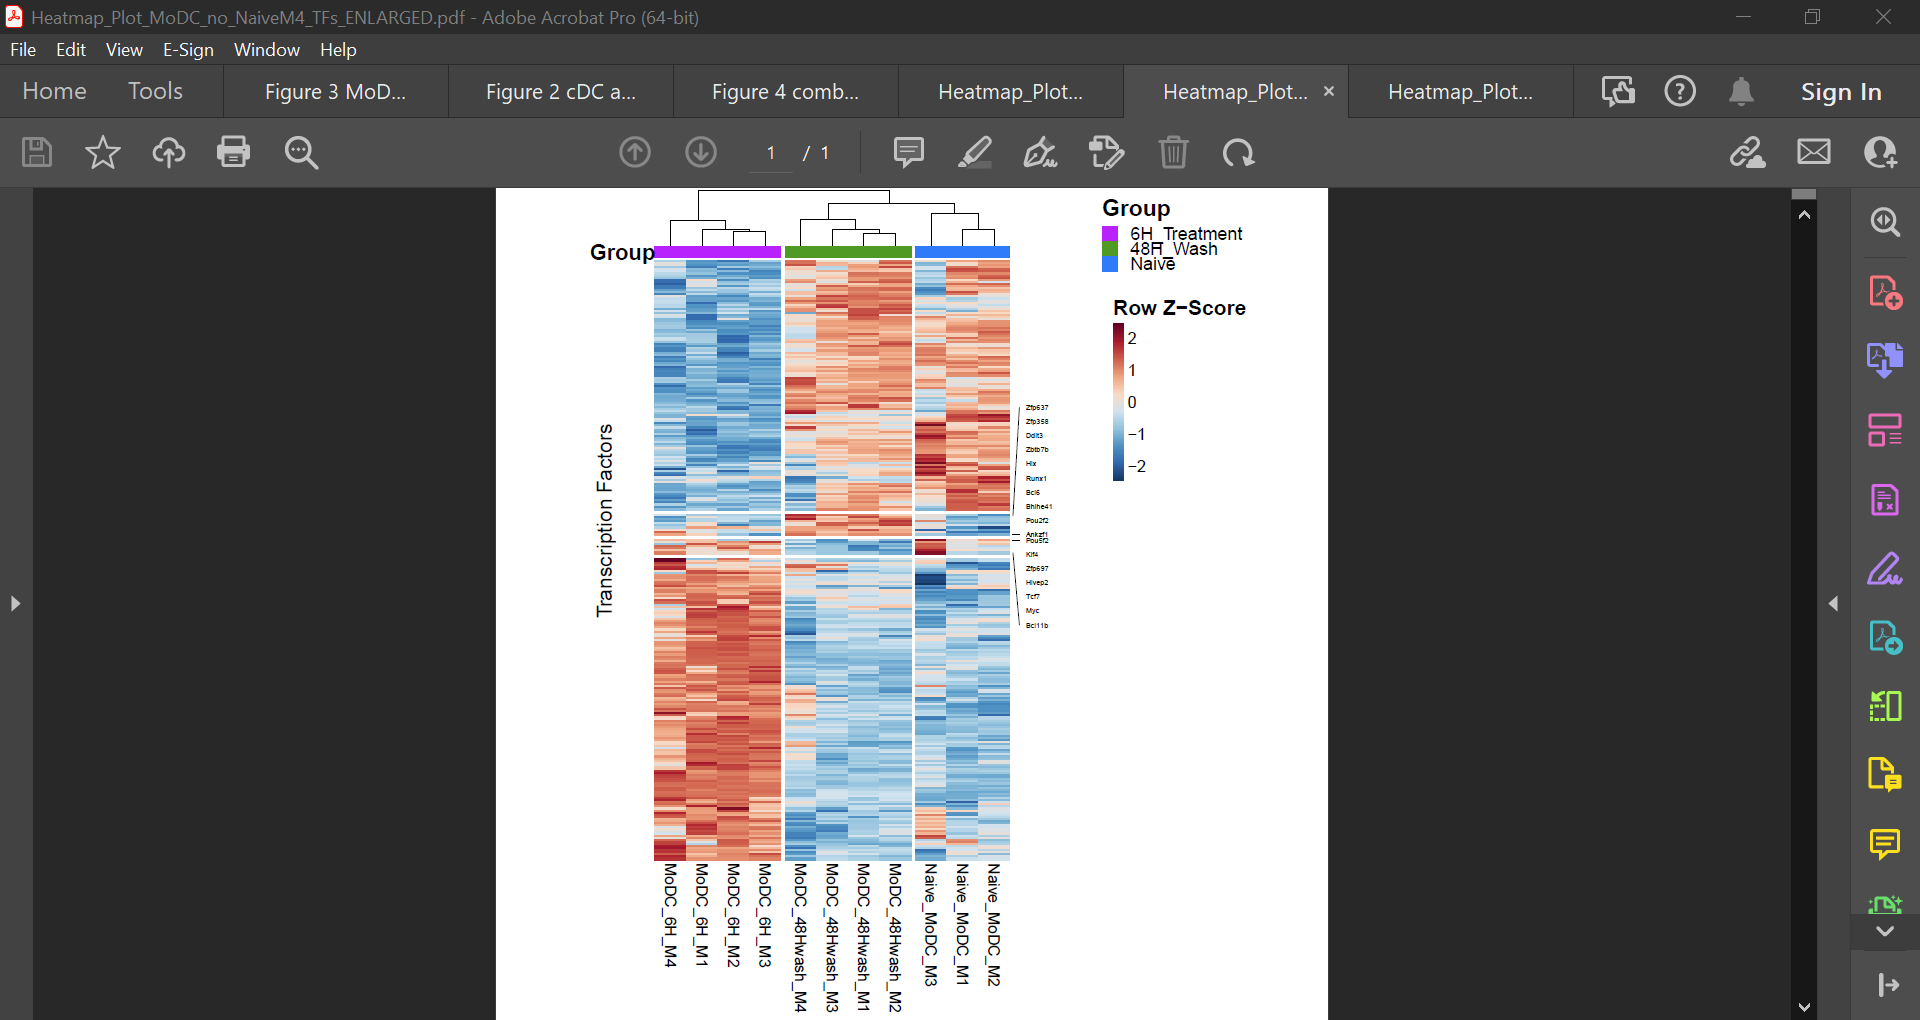 Heatmap_Plot_MoDC_no_NaiveM4_TFs_ENLARGED.pdf - Adobe Acrobat Pro (64-bit)
File Edit View E-Sign Window Help
Home Tools Figure 3 MoD... Figure 2 cDC a... Figure 4 comb... Heatmap_Plot... Heatmap_Plot... × Heatmap_Plot... Sign In
1 / 1
Group
6H_Treatment
48H_Wash
Naive
Group
Row Z-Score
2
1
0
-1
-2
Transcription Factors
Zfp637
Zfp358
Ddit3
Zbtb7b
Hlx
Runx1
Bcl6
Bhlhe41
Pou2f2
Ankzf1
Pou5f2
Klf4
Zfp697
Hivep2
Tcf7
Myc
Bcl11b
MoDC_6H_M4
MoDC_6H_M1
MoDC_6H_M2
MoDC_6H_M3
MoDC_48Hwash_M4
MoDC_48Hwash_M3
MoDC_48Hwash_M1
MoDC_48Hwash_M2
Naive_MoDC_M3
Naive_MoDC_M1
Naive_MoDC_M2